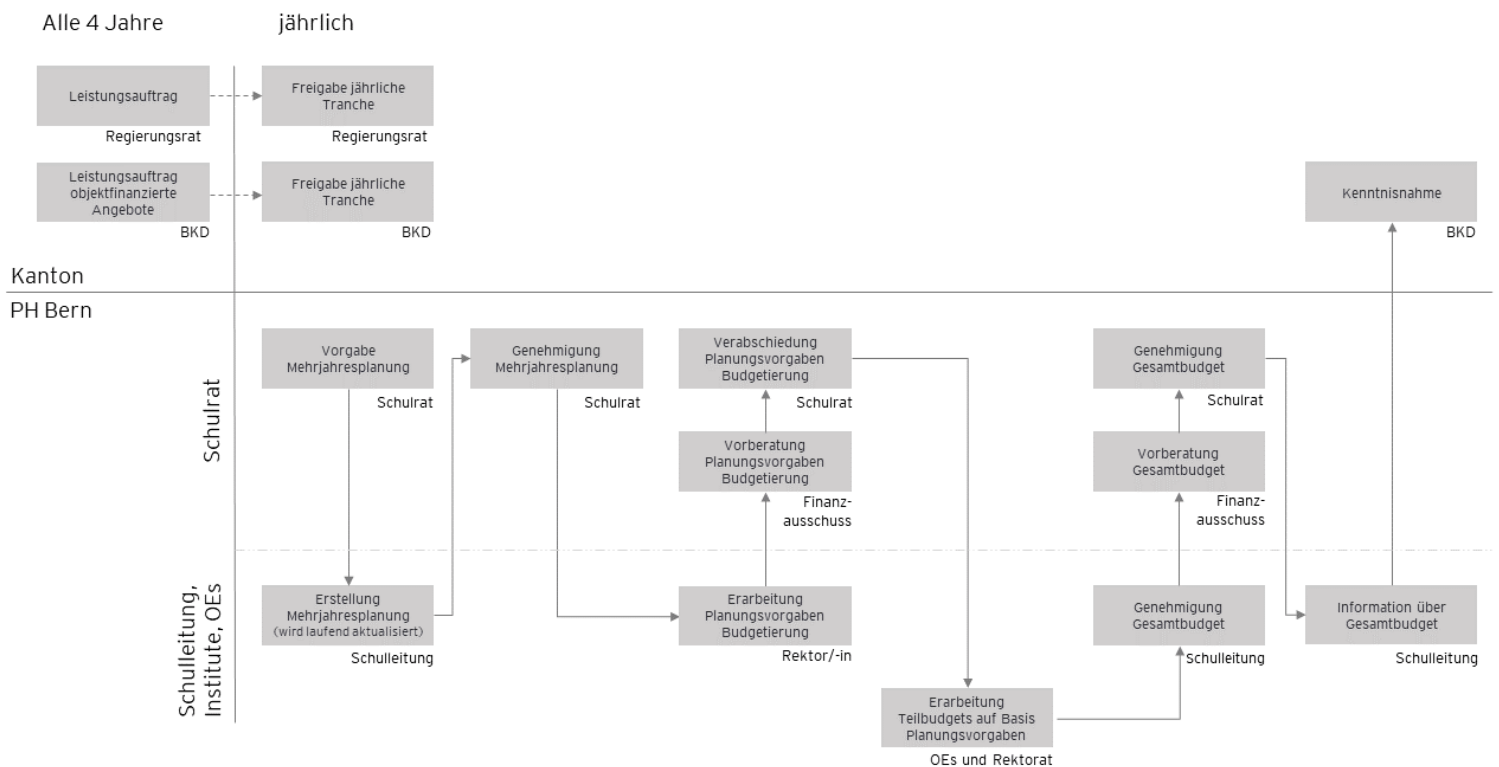 Alle 4 Jahre
jährlich
Leistungsauftrag
Regierungsrat
Freigabe jährliche
Tranche
Regierungsrat
Leistungsauftrag
objektfinanzierte
Angebote
BKD
Freigabe jährliche
Tranche
BKD
Kenntnisnahme
BKD
Kanton
PH Bern
Schulrat
Vorgabe
Mehrjahresplanung
Schulrat
Genehmigung
Mehrjahresplanung
Schulrat
Verabschiedung
Planungsvorgaben
Budgetierung
Schulrat
Genehmigung
Gesamtbudget
Schulrat
Vorberatung
Planungsvorgaben
Budgetierung
Finanz-
ausschuss
Vorberatung
Gesamtbudget
Finanz-
ausschuss
Schulleitung,
Institute, OEs
Erstellung
Mehrjahresplanung
(wird laufend aktualisiert)
Schulleitung
Erarbeitung
Planungsvorgaben
Budgetierung
Rektor/-in
Genehmigung
Gesamtbudget
Schulleitung
Information über
Gesamtbudget
Schulleitung
Erarbeitung
Teilbudgets auf Basis
Planungsvorgaben
OEs und Rektorat